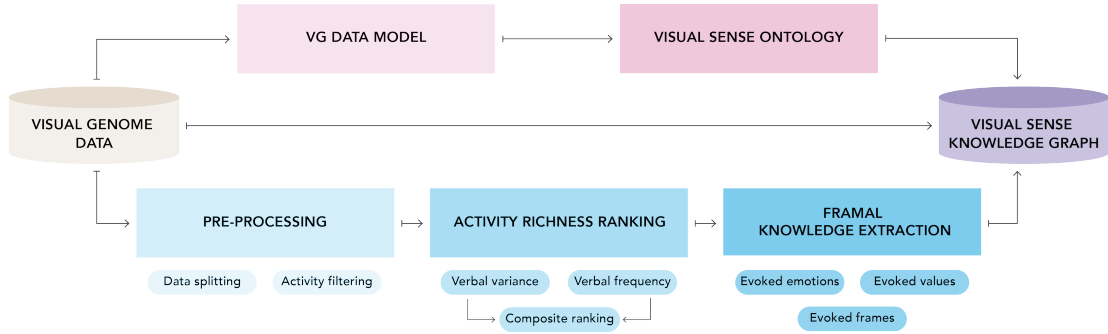 VG DATA MODEL
VISUAL SENSE ONTOLOGY
VISUAL GENOME
DATA
VISUAL SENSE
KNOWLEDGE GRAPH
PRE-PROCESSING
ACTIVITY RICHNESS RANKING
FRAMAL
KNOWLEDGE EXTRACTION
Data splitting
Activity filtering
Verbal variance
Verbal frequency
Composite ranking
Evoked emotions
Evoked values
Evoked frames